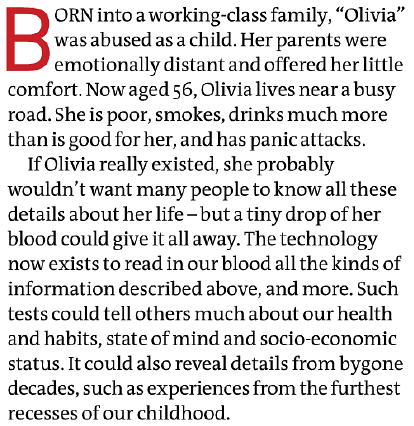 BORN into a working-class family, “Olivia”
was abused as a child. Her parents were
emotionally distant and offered her little
comfort. Now aged 56, Olivia lives near a busy
road. She is poor, smokes, drinks much more
than is good for her, and has panic attacks.
If Olivia really existed, she probably
wouldn’t want many people to know all these
details about her life – but a tiny drop of her
blood could give it all away. The technology
now exists to read in our blood all the kinds of
information described above, and more. Such
tests could tell others much about our health
and habits, state of mind and socio-economic
status. It could also reveal details from bygone
decades, such as experiences from the furthest
recesses of our childhood.